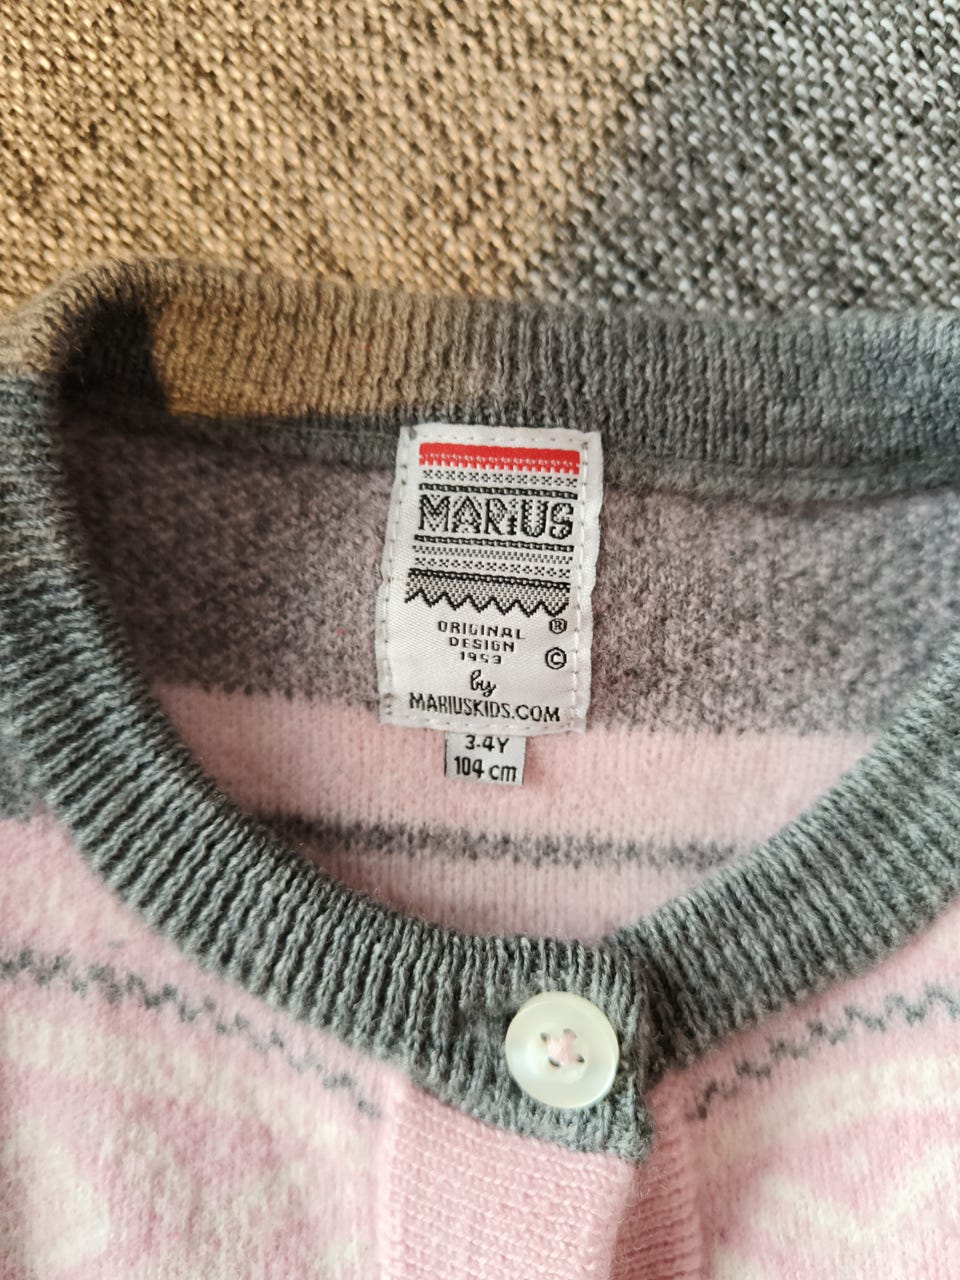 MARiUS
ORIGINAL
DESIGN
1953
®
©
by
MARIUSKIDS.COM
3-4Y
104 cm